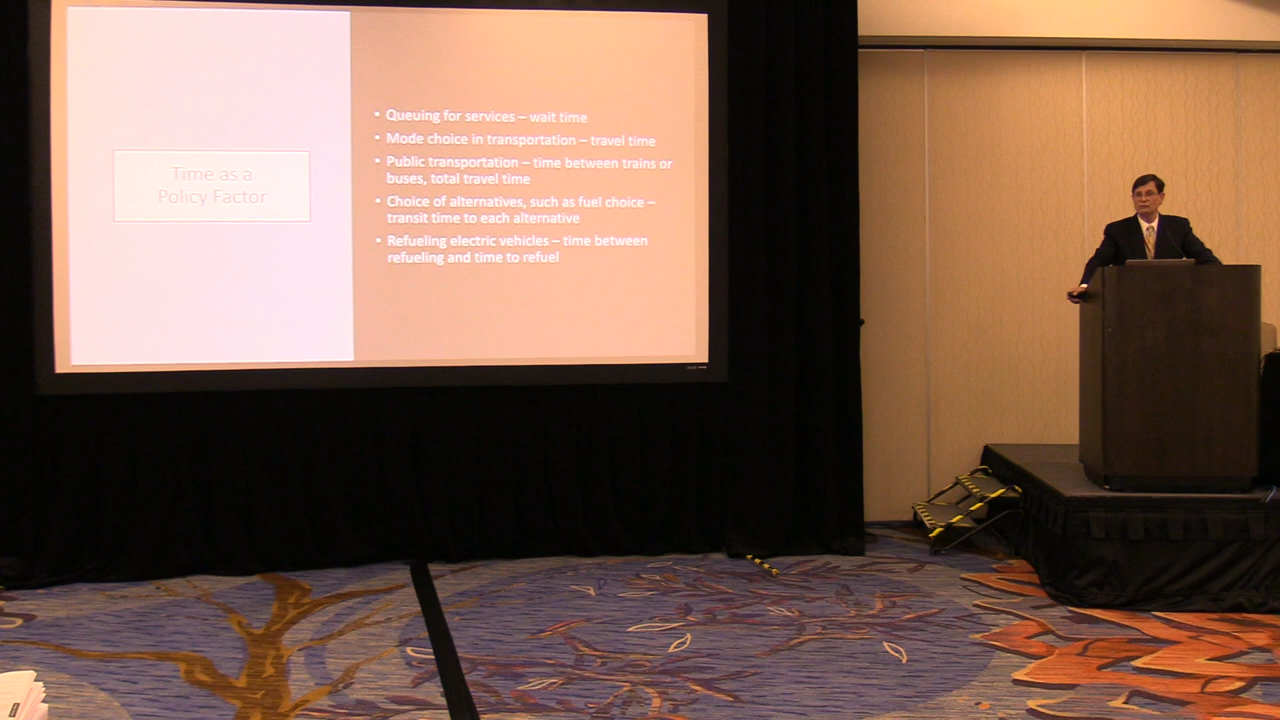 Time as a
Policy Factor
• Queuing for services – wait time
• Mode choice in transportation – travel time
• Public transportation – time between trains or
buses, total travel time
• Choice of alternatives, such as fuel choice –
transit time to each alternative
• Refueling electric vehicles – time between
refueling and time to refuel